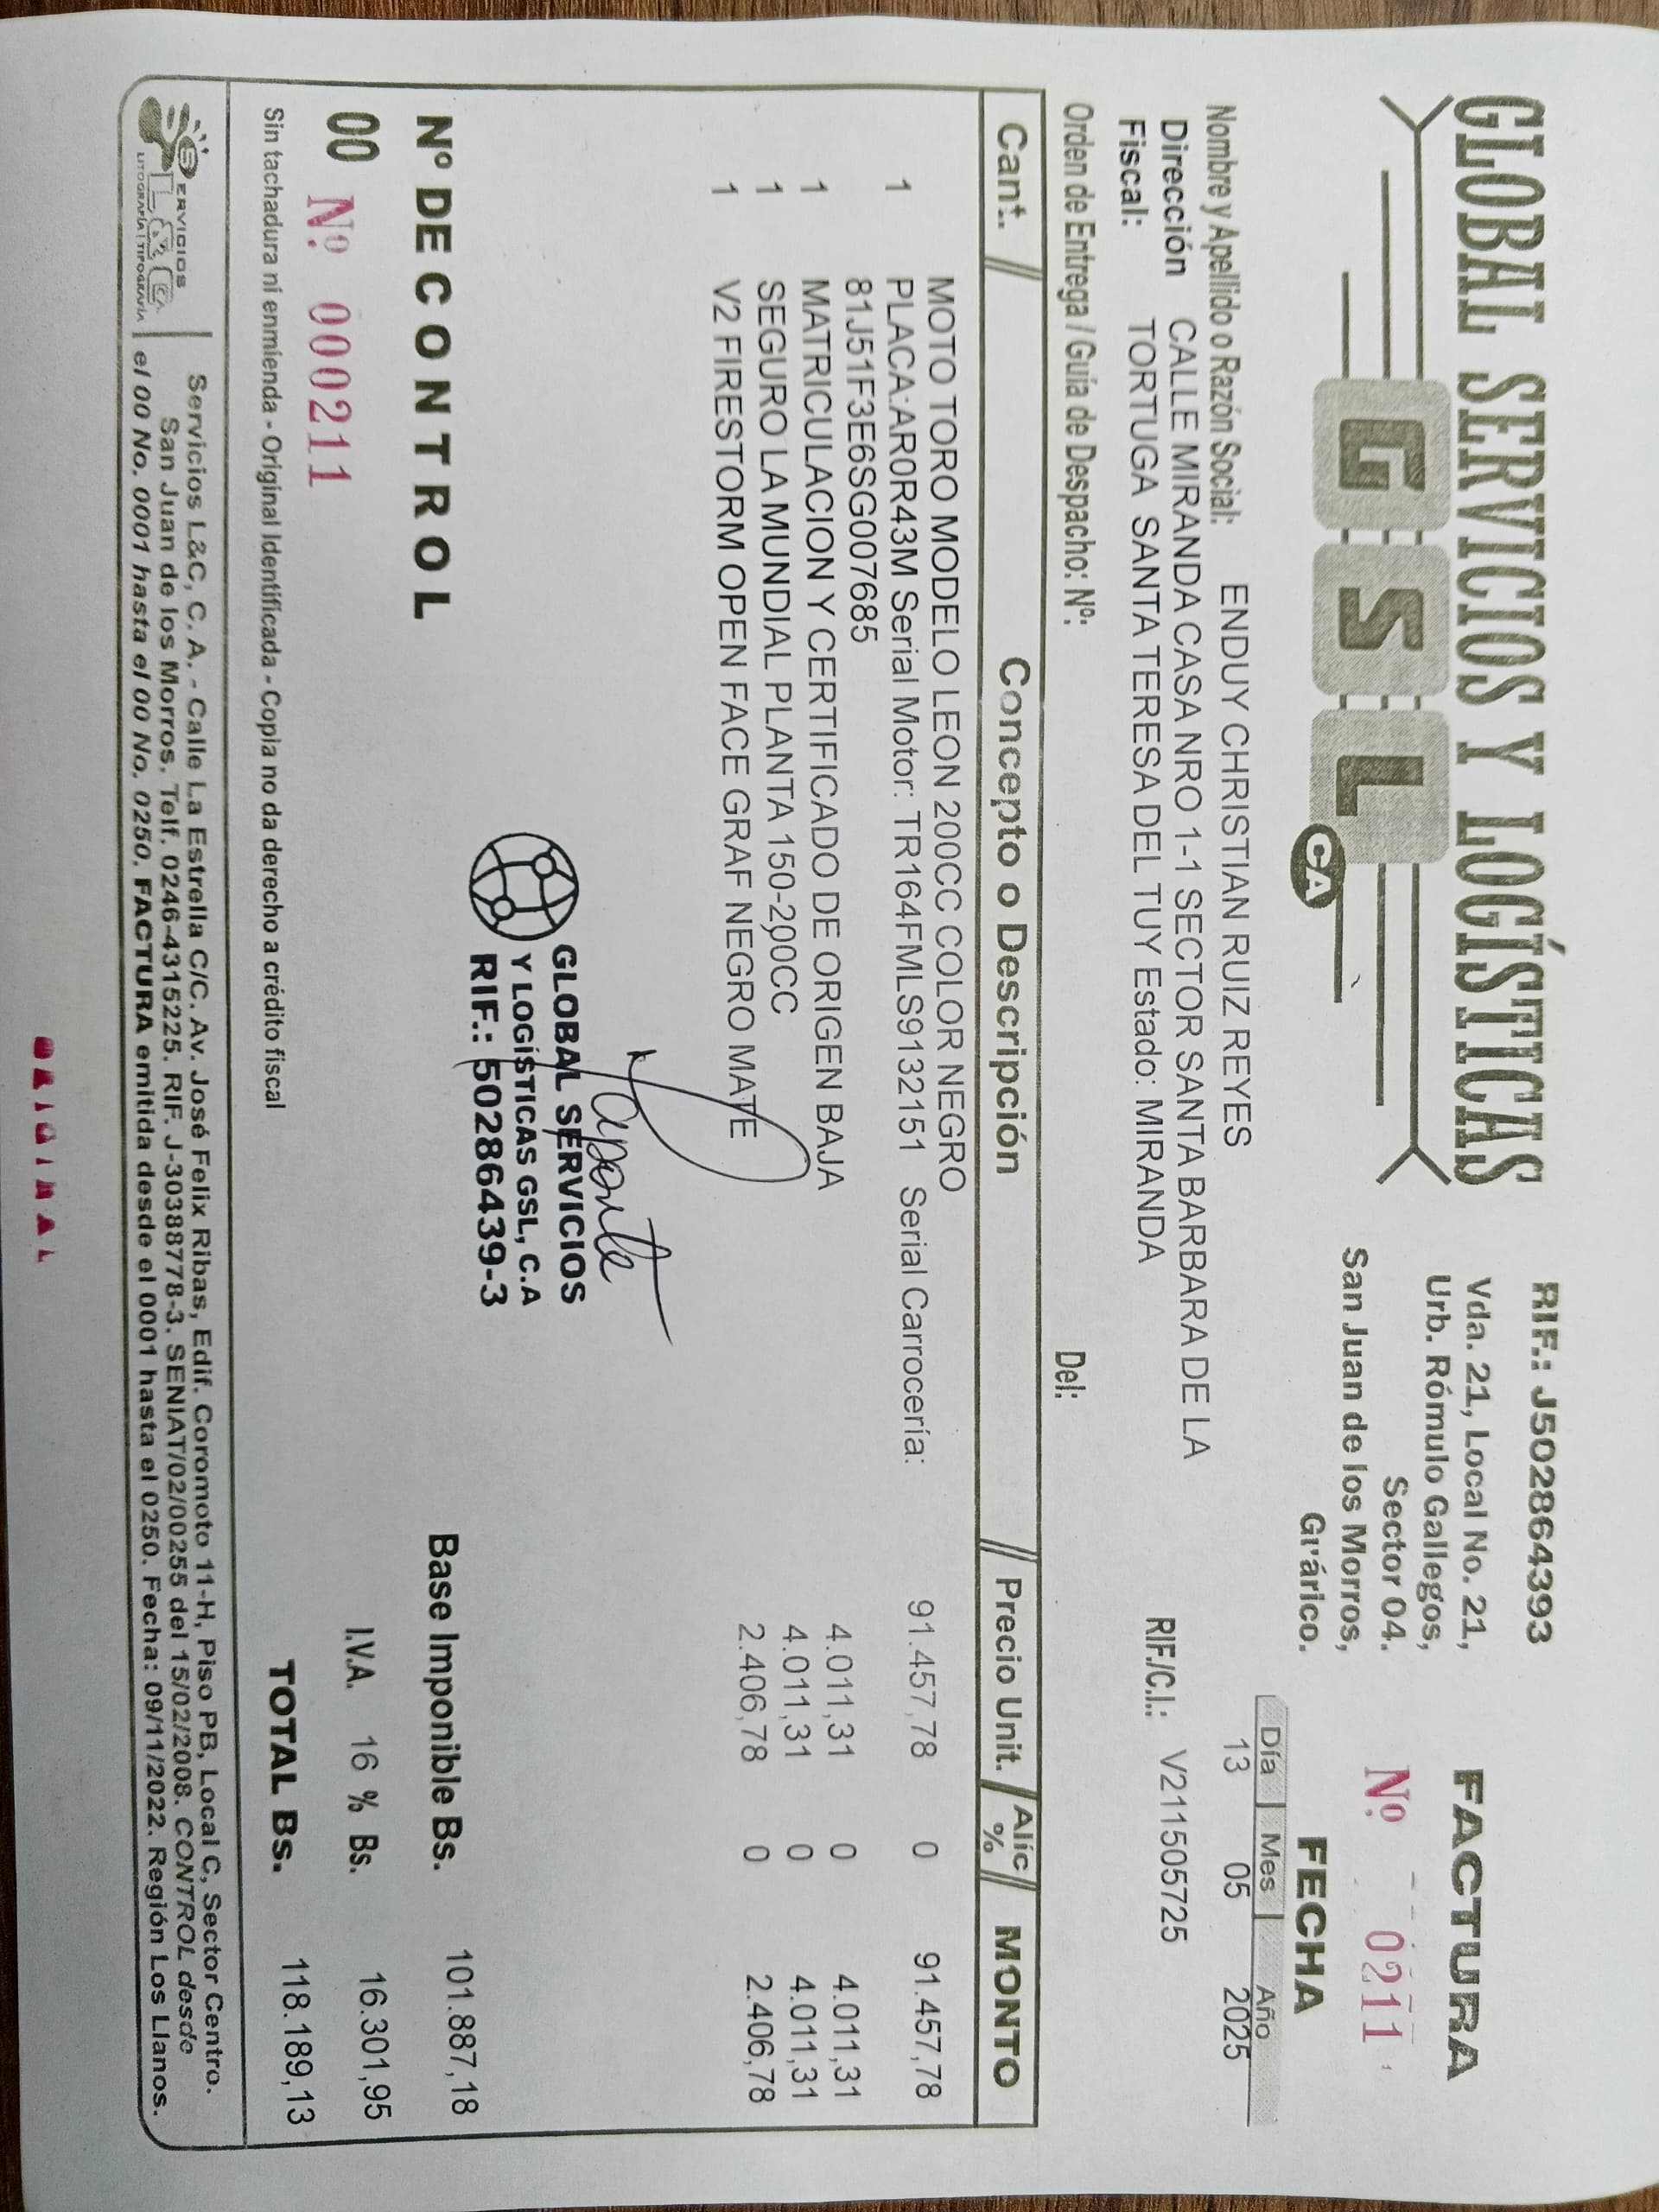 GLOBAL SERVICIOS Y LOGÍSTICAS
GSL CA
RIF.: J502864393
Vda. 21, Local No. 21,
Urb. Rómulo Gallegos,
Sector 04.
San Juan de los Morros,
Guárico.
FACTURA
Nº 0211
FECHA
Día Mes Año
13 05 2025
Nombre y Apellido o Razón Social: ENDUY CHRISTIAN RUIZ REYES
Dirección Fiscal: CALLE MIRANDA CASA NRO 1-1 SECTOR SANTA BARBARA DE LA
TORTUGA SANTA TERESA DEL TUY Estado: MIRANDA
RIF./C.I.: V211505725
Orden de Entrega / Guía de Despacho: Nº: Del:
Cant. // Concepto o Descripción // Precio Unit. / Alíc % // MONTO
MOTO TORO MODELO LEON 200CC COLOR NEGRO
1 PLACA:AR0R43M Serial Motor: TR164FMLS9132151 Serial Carrocería: 91.457,78 0 91.457,78
81J51F3E6SG007685
1 MATRICULACION Y CERTIFICADO DE ORIGEN BAJA 4.011,31 0 4.011,31
1 SEGURO LA MUNDIAL PLANTA 150-200CC 4.011,31 0 4.011,31
1 V2 FIRESTORM OPEN FACE GRAF NEGRO MATE 2.406,78 0 2.406,78
Aponte
GLOBAL SERVICIOS
Y LOGÍSTICAS GSL, C.A
RIF.: 50286439-3
Nº DE CONTROL
00 Nº 000211
Base Imponible Bs. 101.887,18
I.V.A. 16 % Bs. 16.301,95
TOTAL Bs. 118.189,13
Sin tachadura ni enmienda - Original Identificada - Copia no da derecho a crédito fiscal
SERVICIOS L&C CA
LITOGRAFÍA | TIPOGRAFÍA
Servicios L&C, C. A. - Calle La Estrella C/C. Av. José Felix Ribas, Edif. Coromoto 11-H, Piso PB, Local C, Sector Centro.
San Juan de los Morros. Telf. 0246-4315225. RIF. J-30388778-3. SENIAT/02/00255 del 15/02/2008. CONTROL desde
el 00 No. 0001 hasta el 00 No. 0250. FACTURA emitida desde el 0001 hasta el 0250. Fecha: 09/11/2022. Región Los Llanos.
ORIGINAL